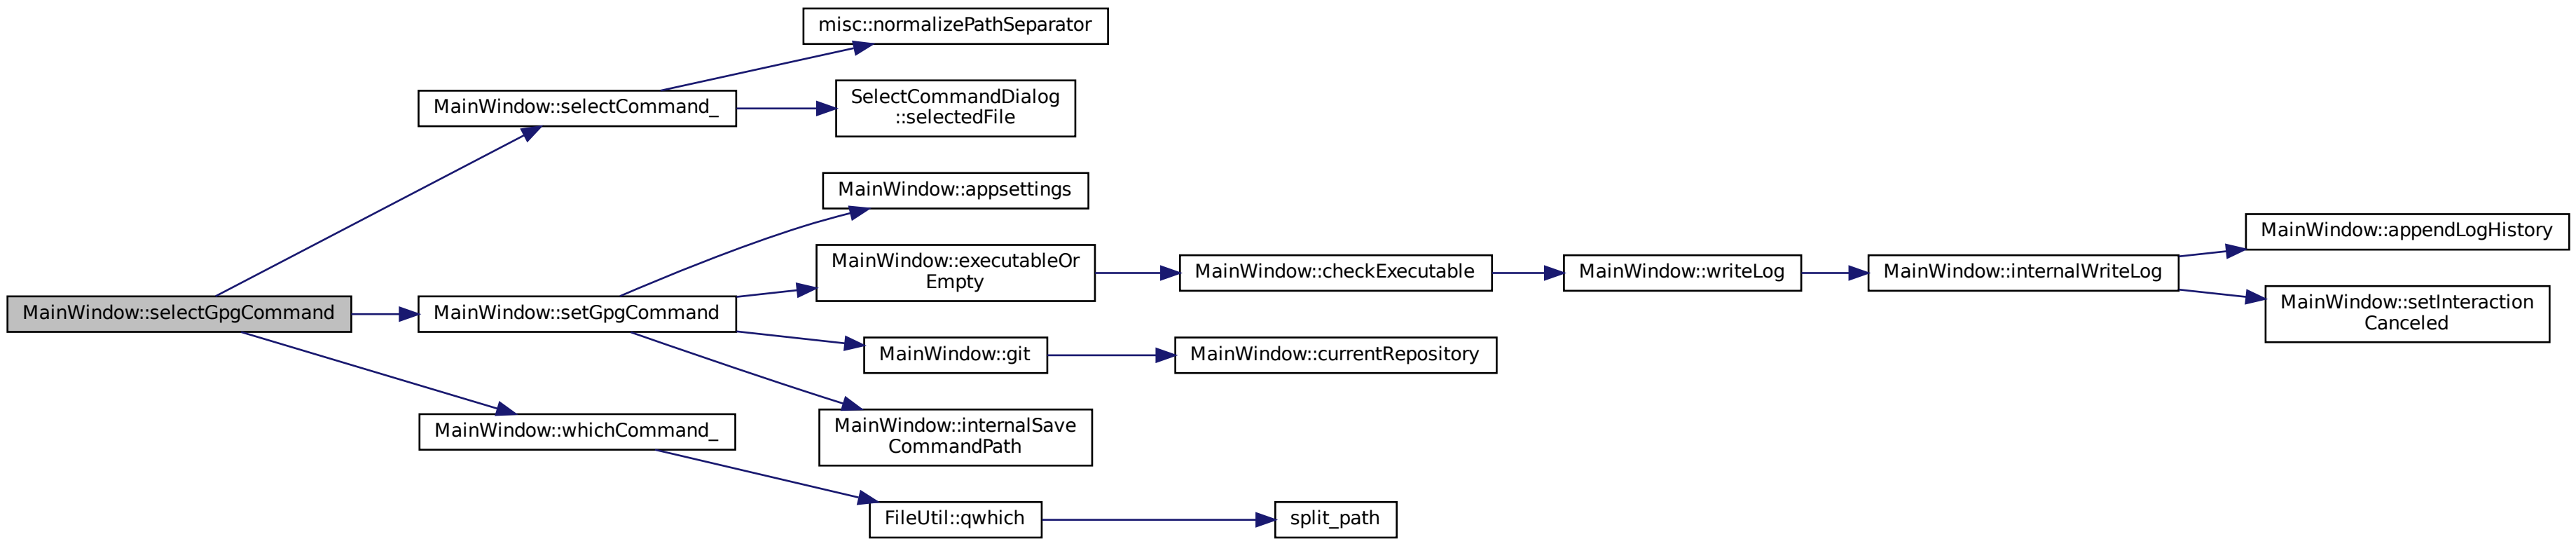 misc::normalizePathSeparator
SelectCommandDialog
::selectedFile
MainWindow::selectCommand_
MainWindow::appsettings
MainWindow::executableOr
Empty
MainWindow::checkExecutable
MainWindow::writeLog
MainWindow::internalWriteLog
MainWindow::appendLogHistory
MainWindow::setInteraction
Canceled
MainWindow::selectGpgCommand
MainWindow::setGpgCommand
MainWindow::git
MainWindow::currentRepository
MainWindow::internalSave
CommandPath
MainWindow::whichCommand_
FileUtil::qwhich
split_path